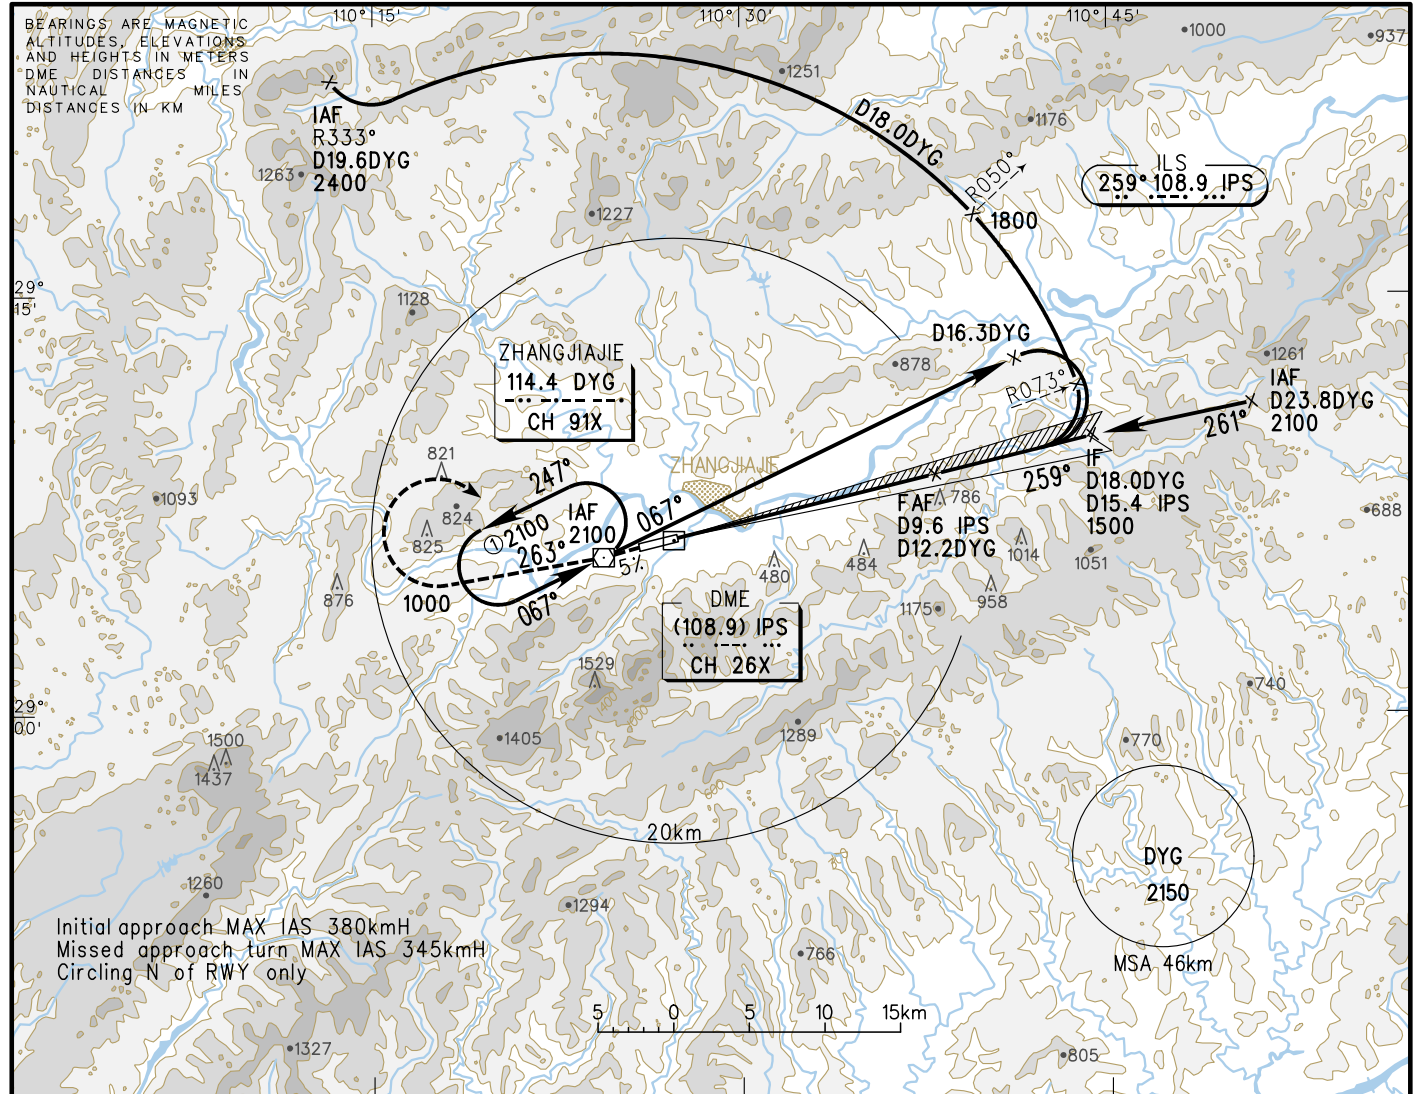 110° 15'
110° 30'
110° 45'
BEARINGS ARE MAGNETIC
ALTITUDES, ELEVATIONS
AND HEIGHTS IN METERS
DME DISTANCES IN
NAUTICAL MILES
DISTANCES IN KM
1000
937
1251
IAF
R333°
D19.6DYG
2400
1263
D18.0DYG
1176
ILS
259° 108.9 IPS
R050°
1800
1227
29°
15'
1128
D16.3DYG
ZHANGJIAJIE
114.4 DYG
CH 91X
878
R073°
1261
IAF
D23.8DYG
2100
261°
821
247°
ZHANGJIAJIE
IF
D18.0DYG
D15.4 IPS
1500
259°
1093
824
825
①2100
263°
IAF
2100
067°
FAF
D9.6 IPS
D12.2DYG
786
688
5%
480
484
1014
1051
876
1000
067°
DME
(108.9) IPS
CH 26X
1175
958
1529
740
29°
00'
1405
1289
770
1500
1437
600
20km
DYG
2150
1260
1294
Initial approach MAX IAS 380kmH
Missed approach turn MAX IAS 345kmH
Circling N of RWY only
766
MSA 46km
5 0 5 10 15km
1327
805